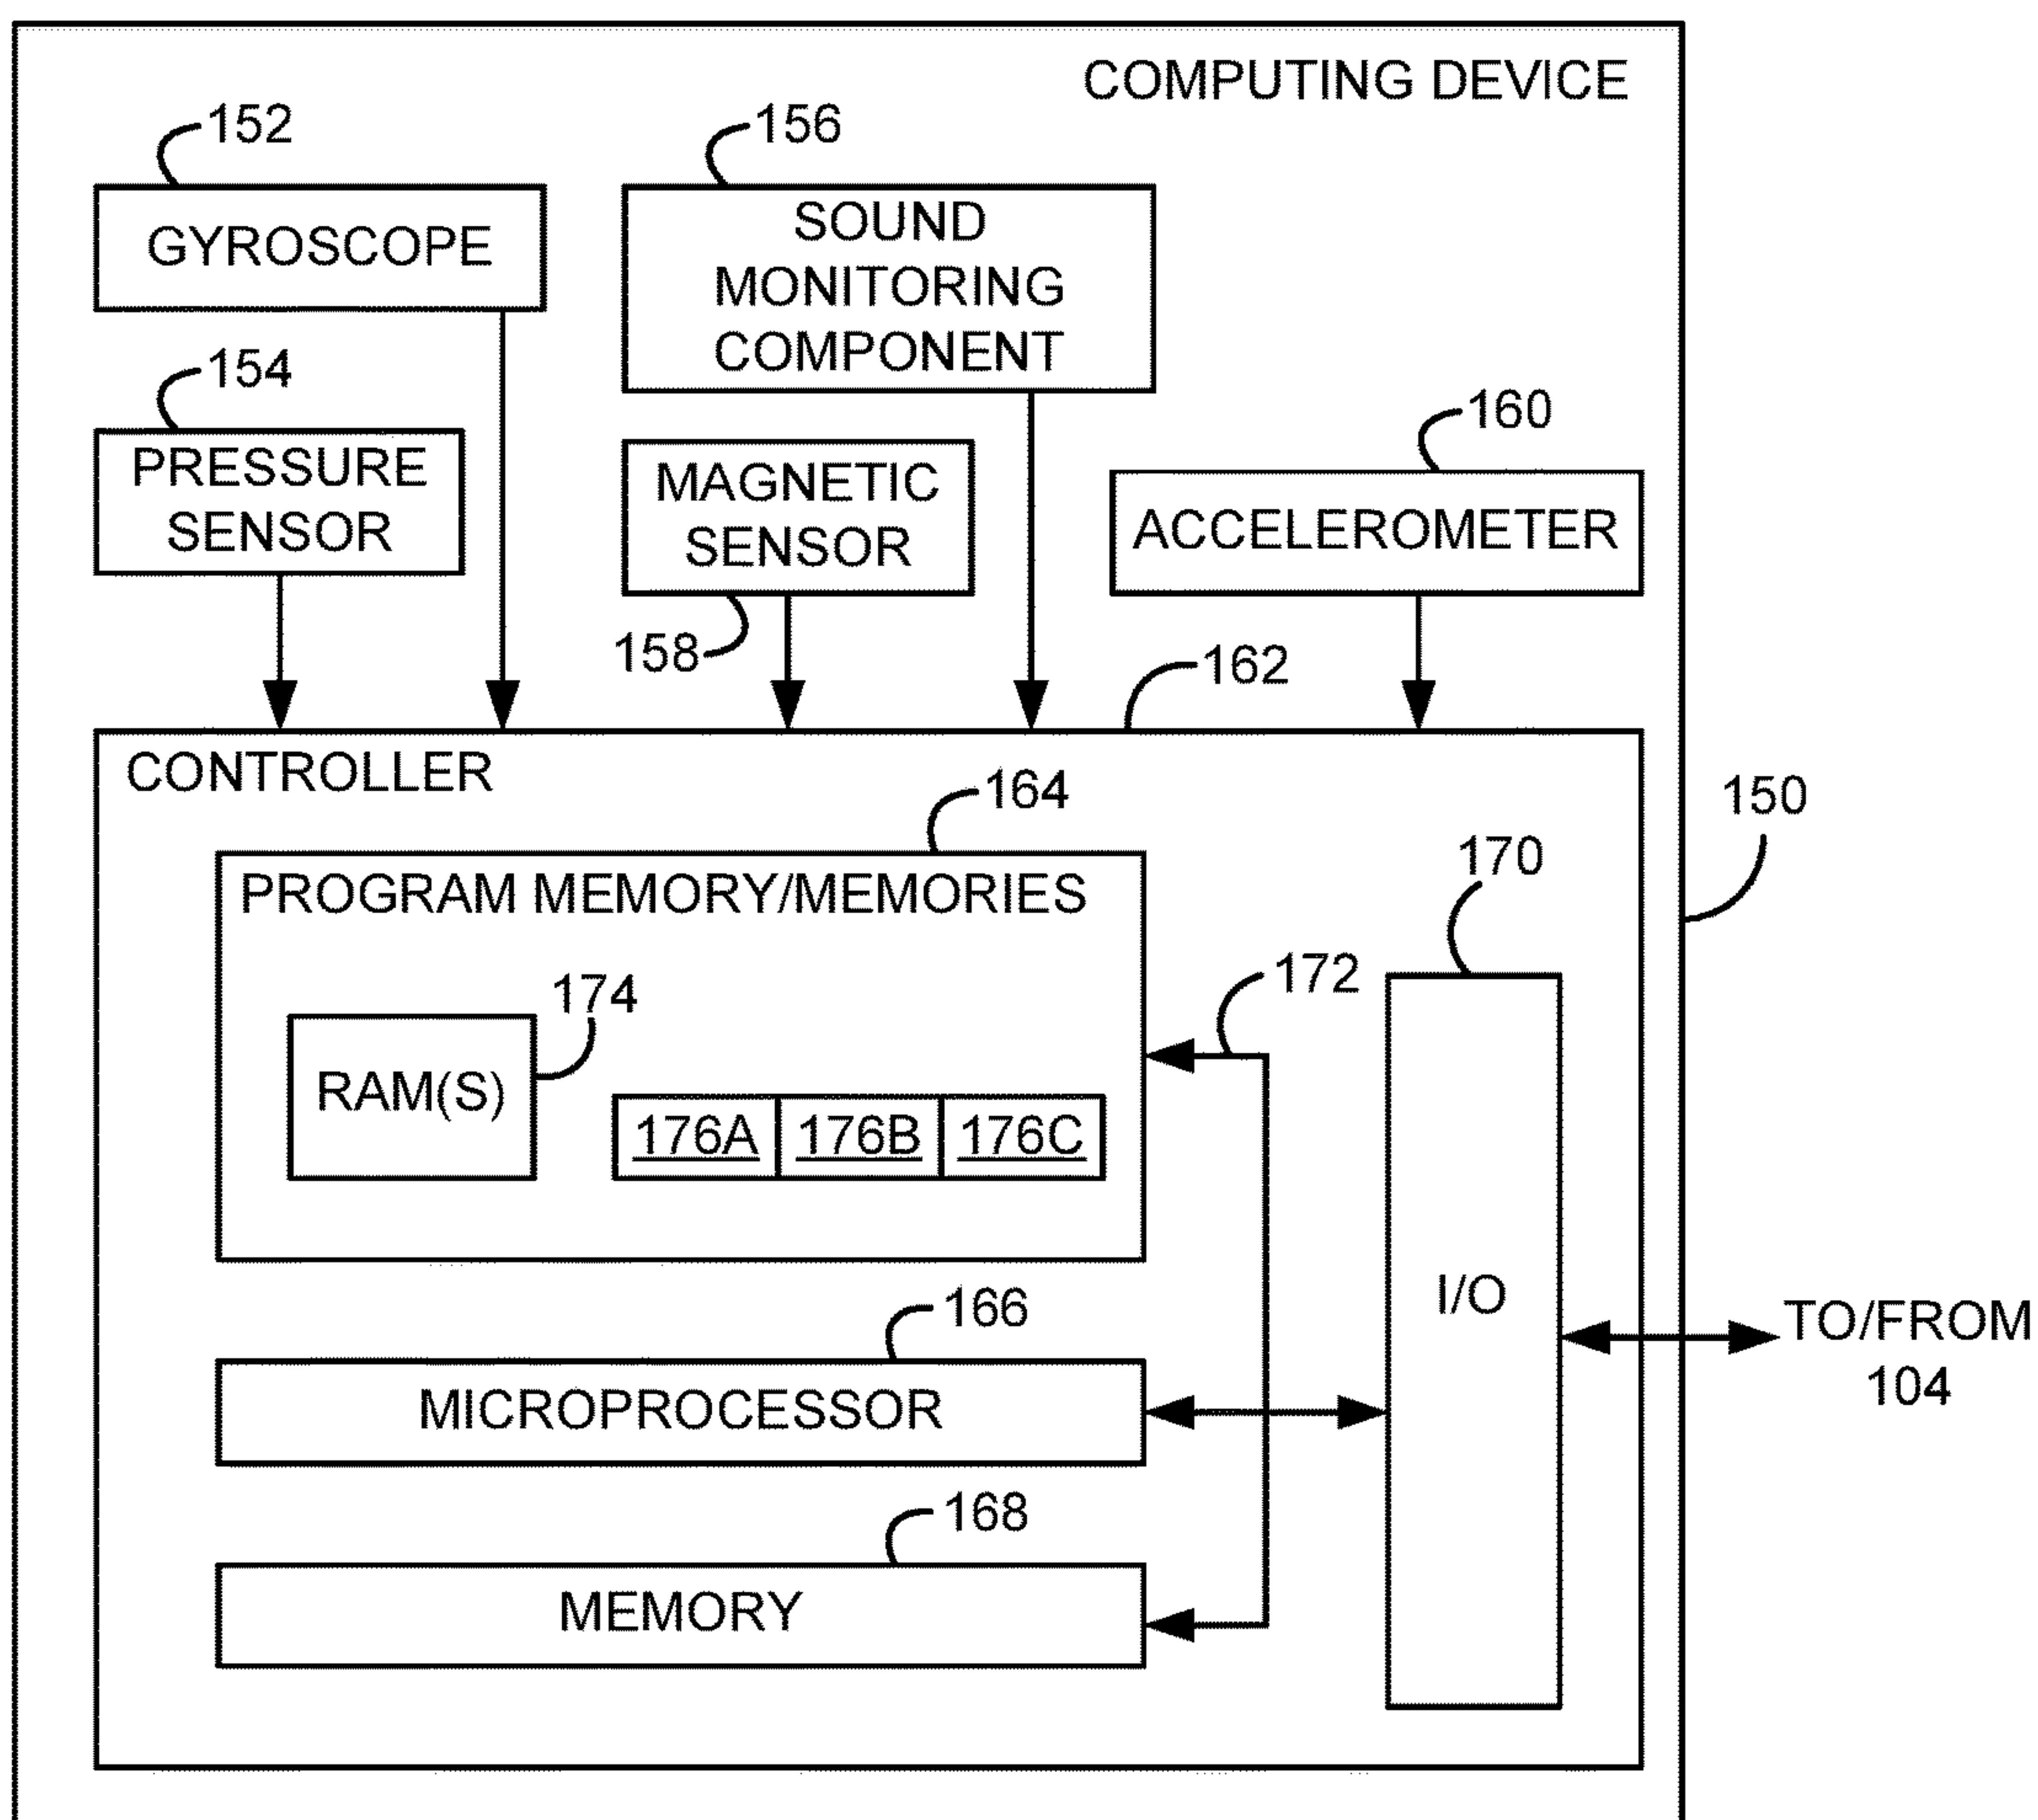 COMPUTING DEVICE
152
156
GYROSCOPE
SOUND
MONITORING
COMPONENT
154
160
PRESSURE
SENSOR
MAGNETIC
SENSOR
ACCELEROMETER
158
162
CONTROLLER
164
150
170
PROGRAM MEMORY/MEMORIES
172
174
RAM(S)
176A 176B 176C
I/O
166
TO/FROM
104
MICROPROCESSOR
168
MEMORY